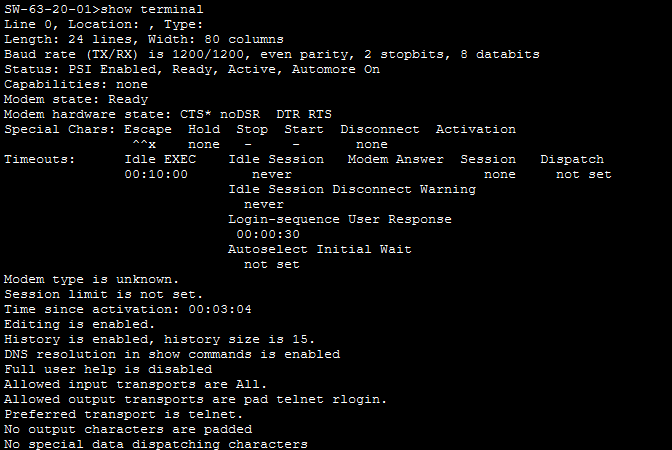 SW-63-20-01>show terminal
Line 0, Location: , Type:
Length: 24 lines, Width: 80 columns
Baud rate (TX/RX) is 1200/1200, even parity, 2 stopbits, 8 databits
Status: PSI Enabled, Ready, Active, Automore On
Capabilities: none
Modem state: Ready
Modem hardware state: CTS* noDSR  DTR RTS
Special Chars: Escape  Hold  Stop  Start  Disconnect  Activation
                ^^x    none   -     -       none
Timeouts:      Idle EXEC    Idle Session   Modem Answer  Session   Dispatch
               00:10:00        never                        none     not set
                            Idle Session Disconnect Warning
                              never
                            Login-sequence User Response
                             00:00:30
                            Autoselect Initial Wait
                              not set
Modem type is unknown.
Session limit is not set.
Time since activation: 00:03:04
Editing is enabled.
History is enabled, history size is 15.
DNS resolution in show commands is enabled
Full user help is disabled
Allowed input transports are All.
Allowed output transports are pad telnet rlogin.
Preferred transport is telnet.
No output characters are padded
No special data dispatching characters